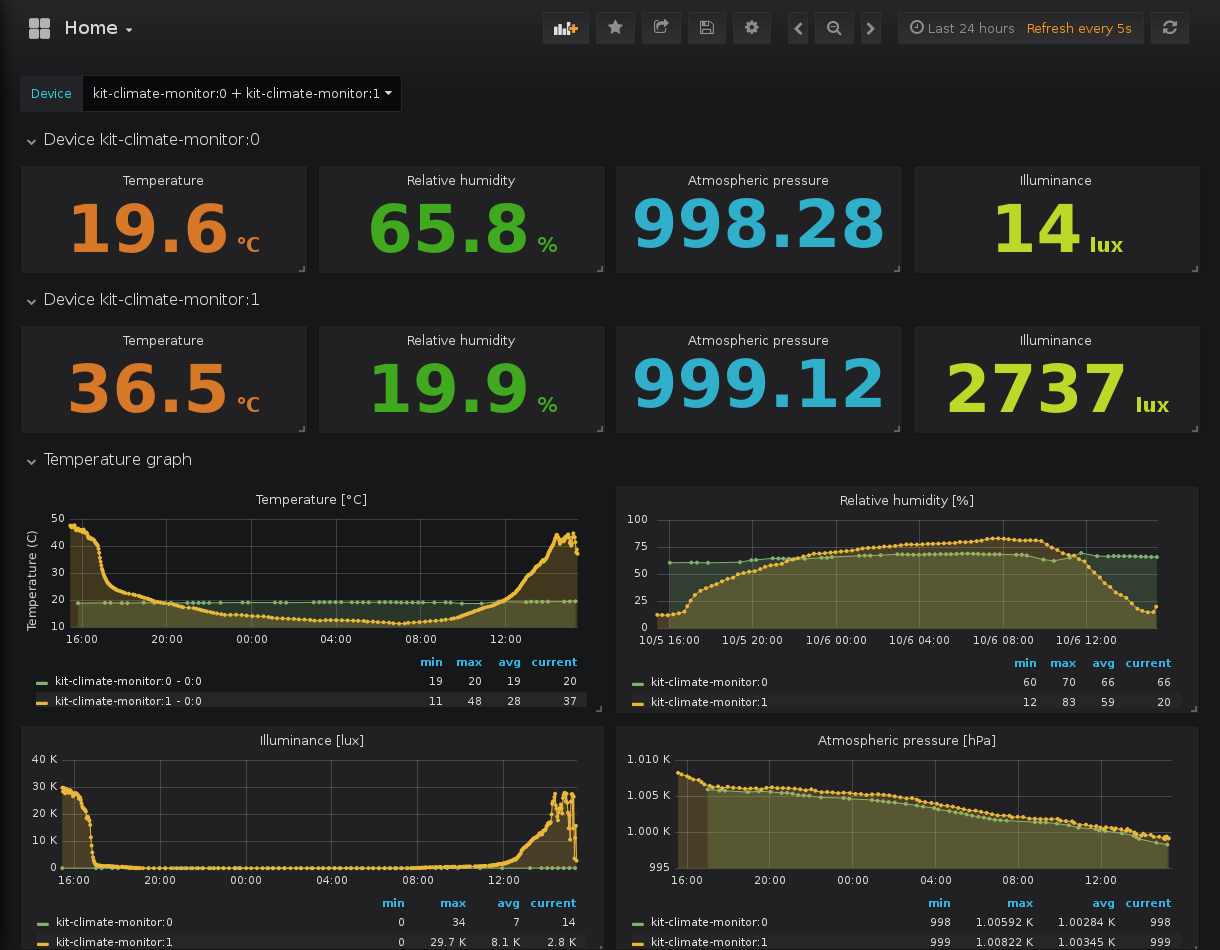 Home
Last 24 hours Refresh every 5s
Device kit-climate-monitor:0 + kit-climate-monitor:1
Device kit-climate-monitor:0
Temperature Relative humidity Atmospheric pressure Illuminance
19.6 °C 65.8 % 998.28 14 lux
Device kit-climate-monitor:1
Temperature Relative humidity Atmospheric pressure Illuminance
36.5 °C 19.9 % 999.12 2737 lux
Temperature graph
Temperature [°C]
Temperature (C)
50
40
30
20
10
16:00 20:00 00:00 04:00 08:00 12:00
min max avg current
kit-climate-monitor:0 - 0:0 19 20 19 20
kit-climate-monitor:1 - 0:0 11 48 28 37
Relative humidity [%]
100
75
50
25
0
10/5 16:00 10/5 20:00 10/6 00:00 10/6 04:00 10/6 08:00 10/6 12:00
min max avg current
kit-climate-monitor:0 60 70 66 66
kit-climate-monitor:1 12 83 59 20
Illuminance [lux]
40 K
30 K
20 K
10 K
0
16:00 20:00 00:00 04:00 08:00 12:00
min max avg current
kit-climate-monitor:0 0 34 7 14
kit-climate-monitor:1 0 29.7 K 8.1 K 2.8 K
Atmospheric pressure [hPa]
1.010 K
1.005 K
1.000 K
995
16:00 20:00 00:00 04:00 08:00 12:00
min max avg current
kit-climate-monitor:0 998 1.00592 K 1.00284 K 998
kit-climate-monitor:1 999 1.00822 K 1.00345 K 999